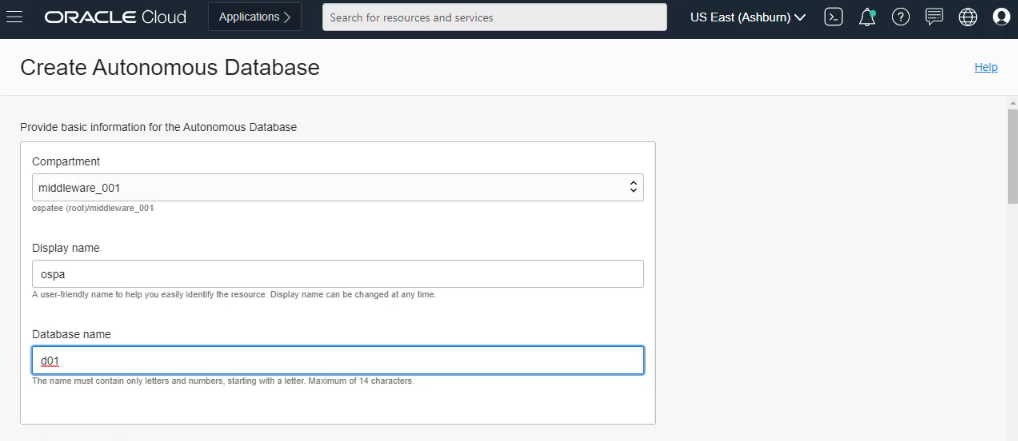 ORACLE Cloud
Applications
Search for resources and services
US East (Ashburn)
Create Autonomous Database
Help
Provide basic information for the Autonomous Database
Compartment
middleware_001
ospatee (root)/middleware_001
Display name
ospa
A user-friendly name to help you easily identify the resource. Display name can be changed at any time.
Database name
d01
The name must contain only letters and numbers, starting with a letter. Maximum of 14 characters.